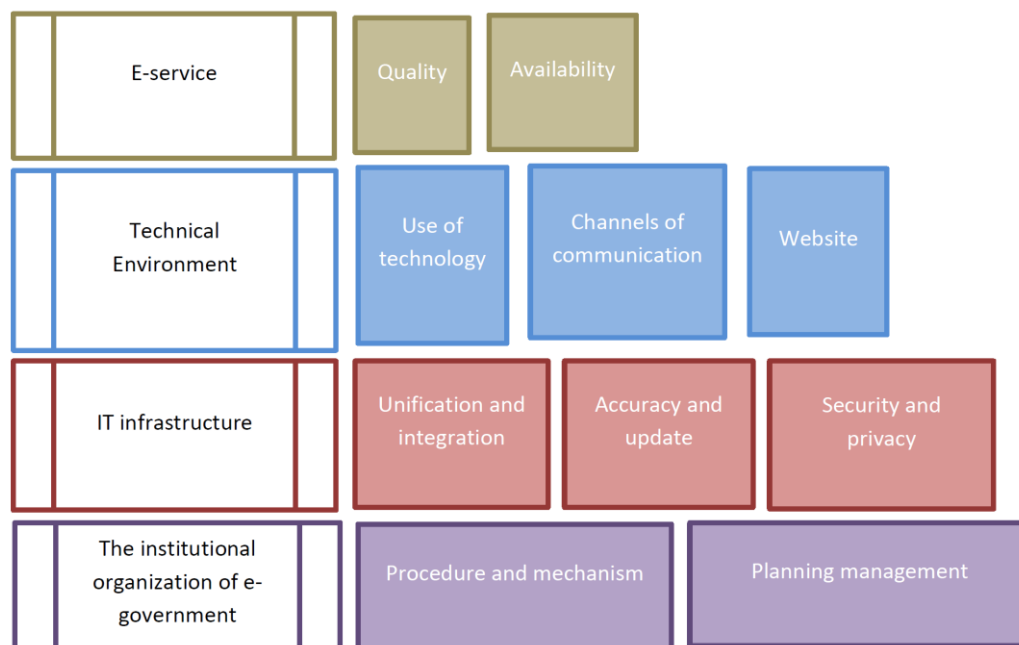 E-service
Quality
Availability
Technical
Environment
Use of
technology
Channels of
communication
Website
IT infrastructure
Unification and
integration
Accuracy and
update
Security and
privacy
The institutional
organization of e-
government
Procedure and mechanism
Planning management